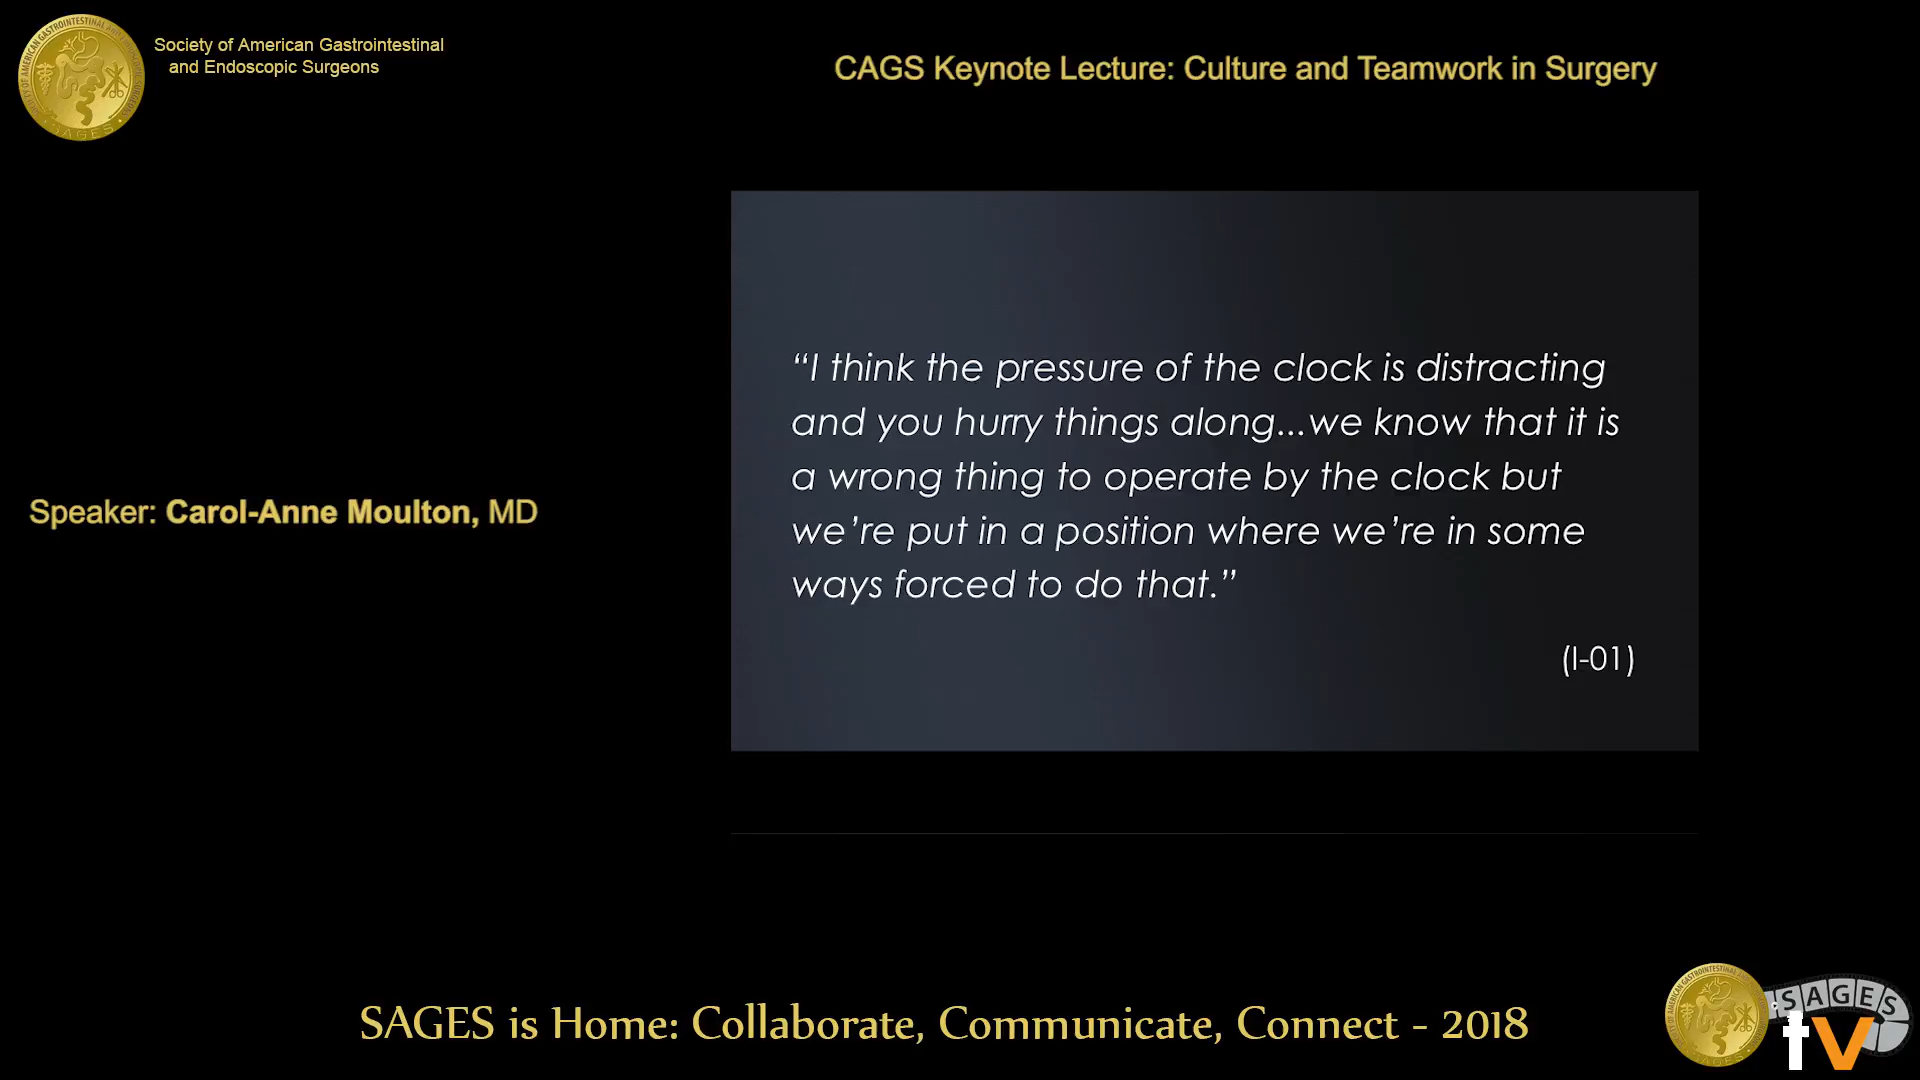 Society of American Gastrointestinal
and Endoscopic Surgeons
CAGS Keynote Lecture: Culture and Teamwork in Surgery
Speaker: Carol-Anne Moulton, MD
“I think the pressure of the clock is distracting
and you hurry things along...we know that it is
a wrong thing to operate by the clock but
we’re put in a position where we’re in some
ways forced to do that.”
(I-01)
SAGES is Home: Collaborate, Communicate, Connect - 2018
SAGES
tv
SAGES